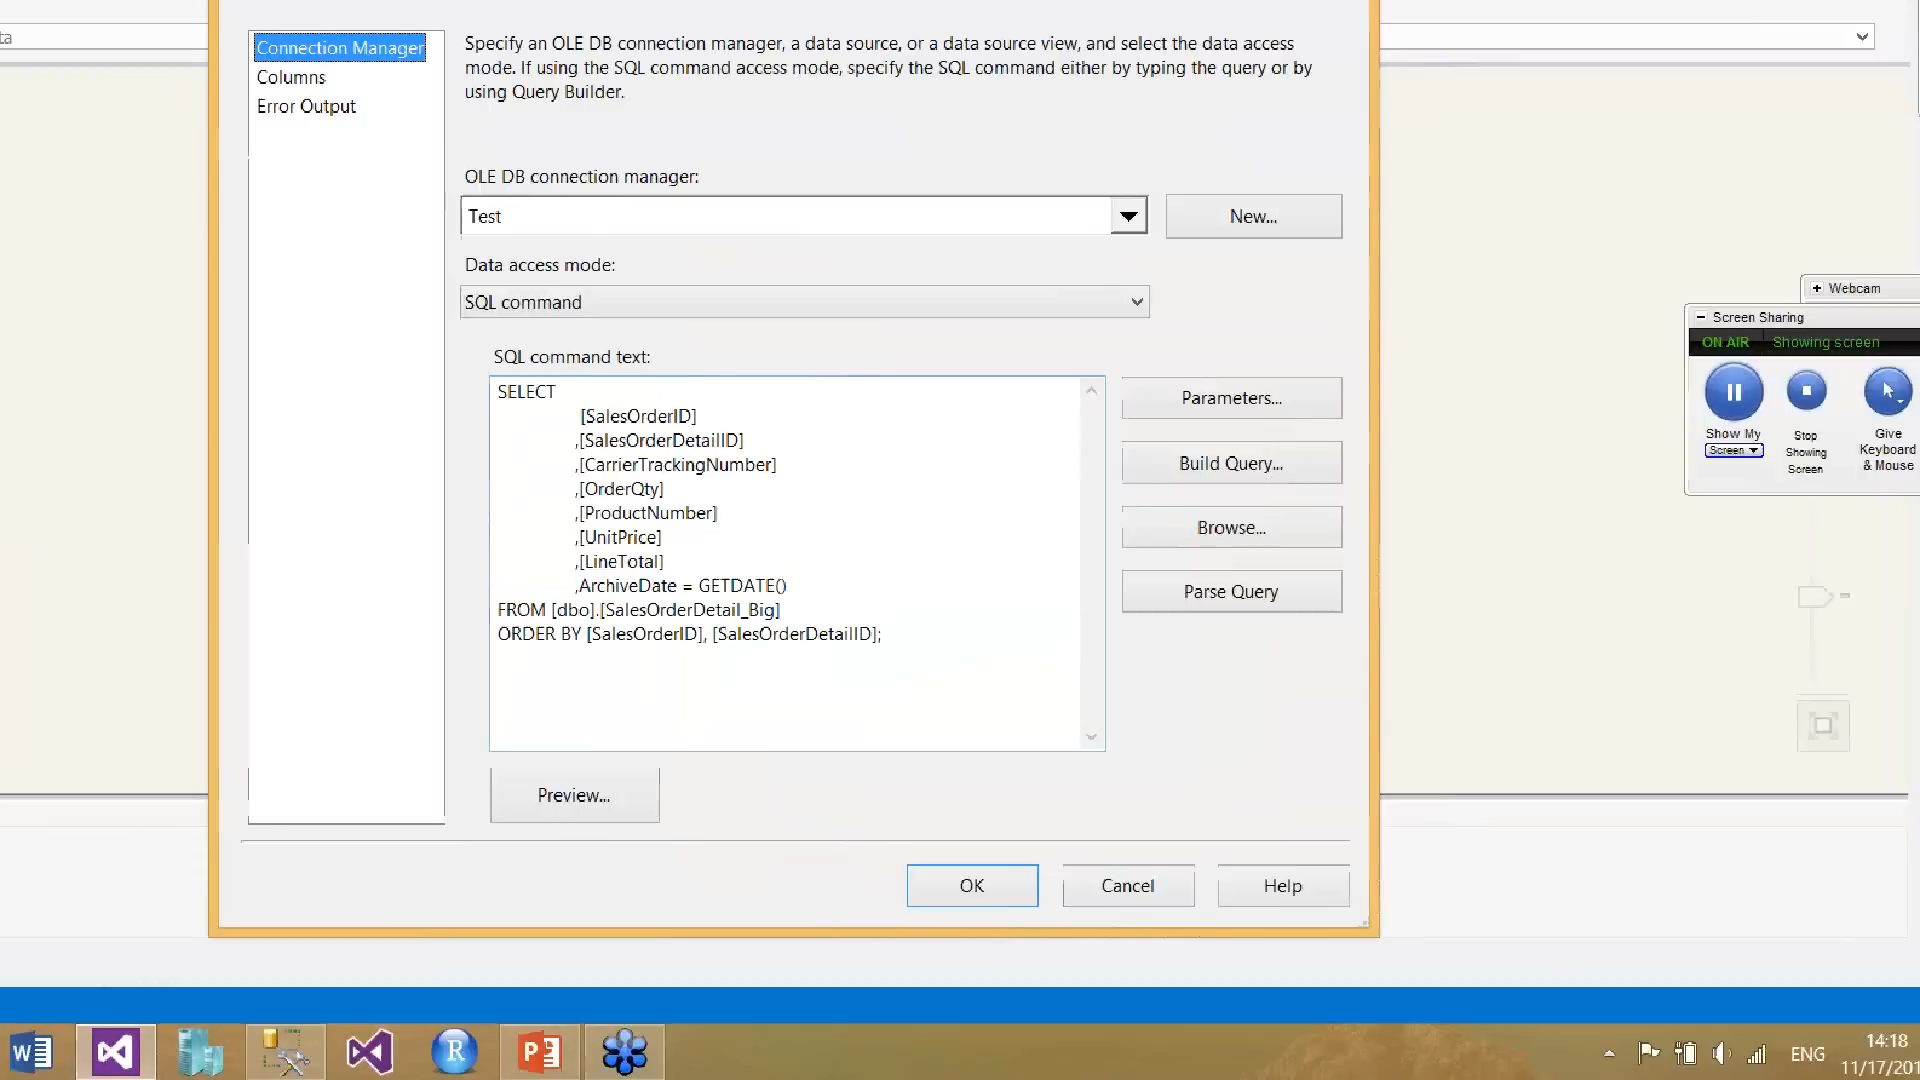 ta
Connection Manager
Columns
Error Output
Specify an OLE DB connection manager, a data source, or a data source view, and select the data access
mode. If using the SQL command access mode, specify the SQL command either by typing the query or by
using Query Builder.
OLE DB connection manager:
Test
New...
Data access mode:
SQL command
SQL command text:
SELECT
[SalesOrderID]
,[SalesOrderDetailID]
,[CarrierTrackingNumber]
,[OrderQty]
,[ProductNumber]
,[UnitPrice]
,[LineTotal]
,ArchiveDate = GETDATE()
FROM [dbo].[SalesOrderDetail_Big]
ORDER BY [SalesOrderID], [SalesOrderDetailID];
Parameters...
Build Query...
Browse...
Parse Query
Preview...
OK
Cancel
Help
+ Webcam
− Screen Sharing
ON AIR Showing screen
Show My
Screen
Stop
Showing
Screen
Give
Keyboard
& Mouse
W
R
P
ENG
14:18
11/17/201